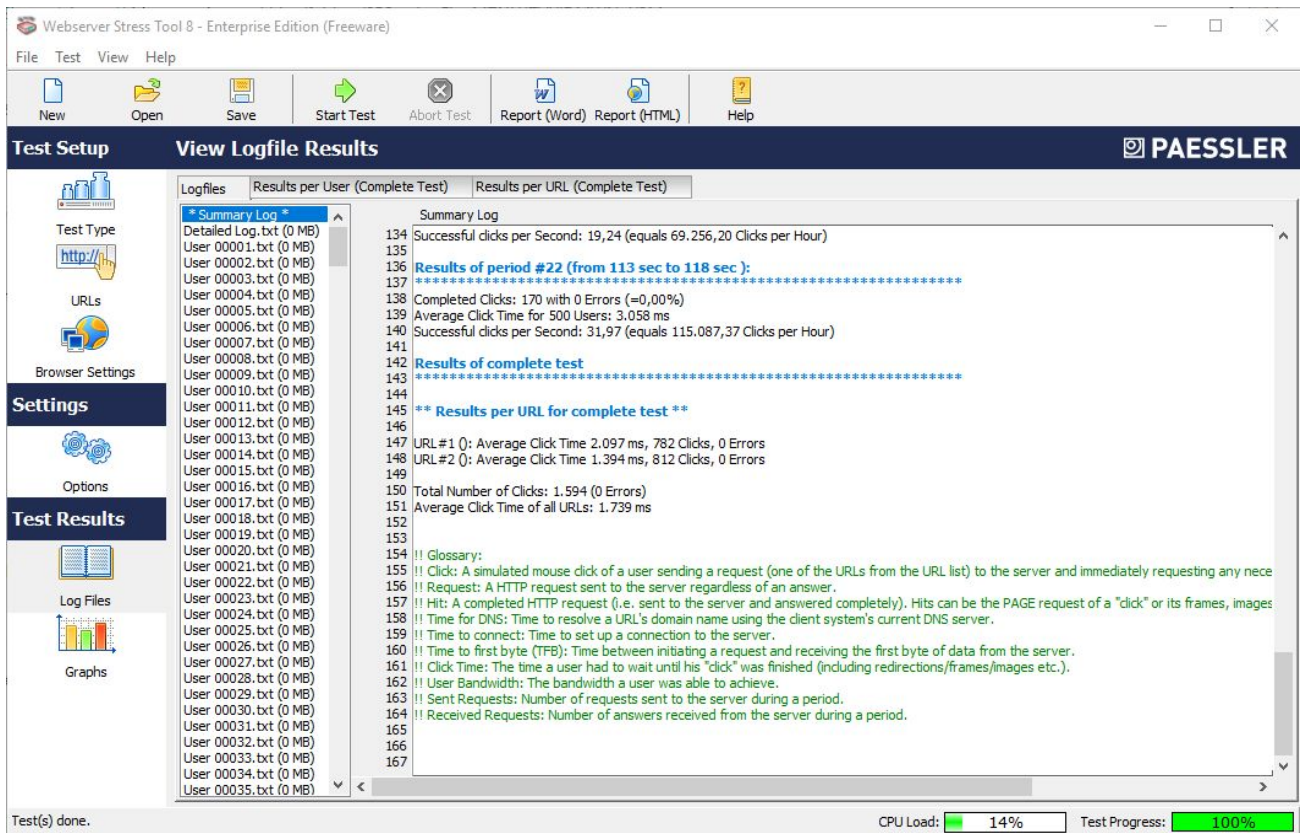 Webserver Stress Tool 8 - Enterprise Edition (Freeware)
File Test View Help
New Open Save Start Test Abort Test Report (Word) Report (HTML) Help
Test Setup
View Logfile Results
PAESSLER
Test Type
http://
URLs
Browser Settings
Settings
Options
Test Results
Log Files
Graphs
Logfiles Results per User (Complete Test) Results per URL (Complete Test)
* Summary Log *
Detailed Log.txt (0 MB)
User 00001.txt (0 MB)
User 00002.txt (0 MB)
User 00003.txt (0 MB)
User 00004.txt (0 MB)
User 00005.txt (0 MB)
User 00006.txt (0 MB)
User 00007.txt (0 MB)
User 00008.txt (0 MB)
User 00009.txt (0 MB)
User 00010.txt (0 MB)
User 00011.txt (0 MB)
User 00012.txt (0 MB)
User 00013.txt (0 MB)
User 00014.txt (0 MB)
User 00015.txt (0 MB)
User 00016.txt (0 MB)
User 00017.txt (0 MB)
User 00018.txt (0 MB)
User 00019.txt (0 MB)
User 00020.txt (0 MB)
User 00021.txt (0 MB)
User 00022.txt (0 MB)
User 00023.txt (0 MB)
User 00024.txt (0 MB)
User 00025.txt (0 MB)
User 00026.txt (0 MB)
User 00027.txt (0 MB)
User 00028.txt (0 MB)
User 00029.txt (0 MB)
User 00030.txt (0 MB)
User 00031.txt (0 MB)
User 00032.txt (0 MB)
User 00033.txt (0 MB)
User 00034.txt (0 MB)
User 00035.txt (0 MB)
Summary Log
134 Successful clicks per Second: 19,24 (equals 69.256,20 Clicks per Hour)
135
136 Results of period #22 (from 113 sec to 118 sec ):
137 *****************************************************************
138 Completed Clicks: 170 with 0 Errors (=0,00%)
139 Average Click Time for 500 Users: 3.058 ms
140 Successful clicks per Second: 31,97 (equals 115.087,37 Clicks per Hour)
141
142 Results of complete test
143 *****************************************************************
144
145 ** Results per URL for complete test **
146
147 URL#1 (): Average Click Time 2.097 ms, 782 Clicks, 0 Errors
148 URL#2 (): Average Click Time 1.394 ms, 812 Clicks, 0 Errors
149
150 Total Number of Clicks: 1.594 (0 Errors)
151 Average Click Time of all URLs: 1.739 ms
152
153
154 !! Glossary:
155 !! Click: A simulated mouse click of a user sending a request (one of the URLs from the URL list) to the server and immediately requesting any nece
156 !! Request: A HTTP request sent to the server regardless of an answer.
157 !! Hit: A completed HTTP request (i.e. sent to the server and answered completely). Hits can be the PAGE request of a "click" or its frames, images
158 !! Time for DNS: Time to resolve a URL's domain name using the client system's current DNS server.
159 !! Time to connect: Time to set up a connection to the server.
160 !! Time to first byte (TFB): Time between initiating a request and receiving the first byte of data from the server.
161 !! Click Time: The time a user had to wait until his "click" was finished (including redirections/frames/images etc.).
162 !! User Bandwidth: The bandwidth a user was able to achieve.
163 !! Sent Requests: Number of requests sent to the server during a period.
164 !! Received Requests: Number of answers received from the server during a period.
165
166
167
Test(s) done.
CPU Load: 14% Test Progress: 100%